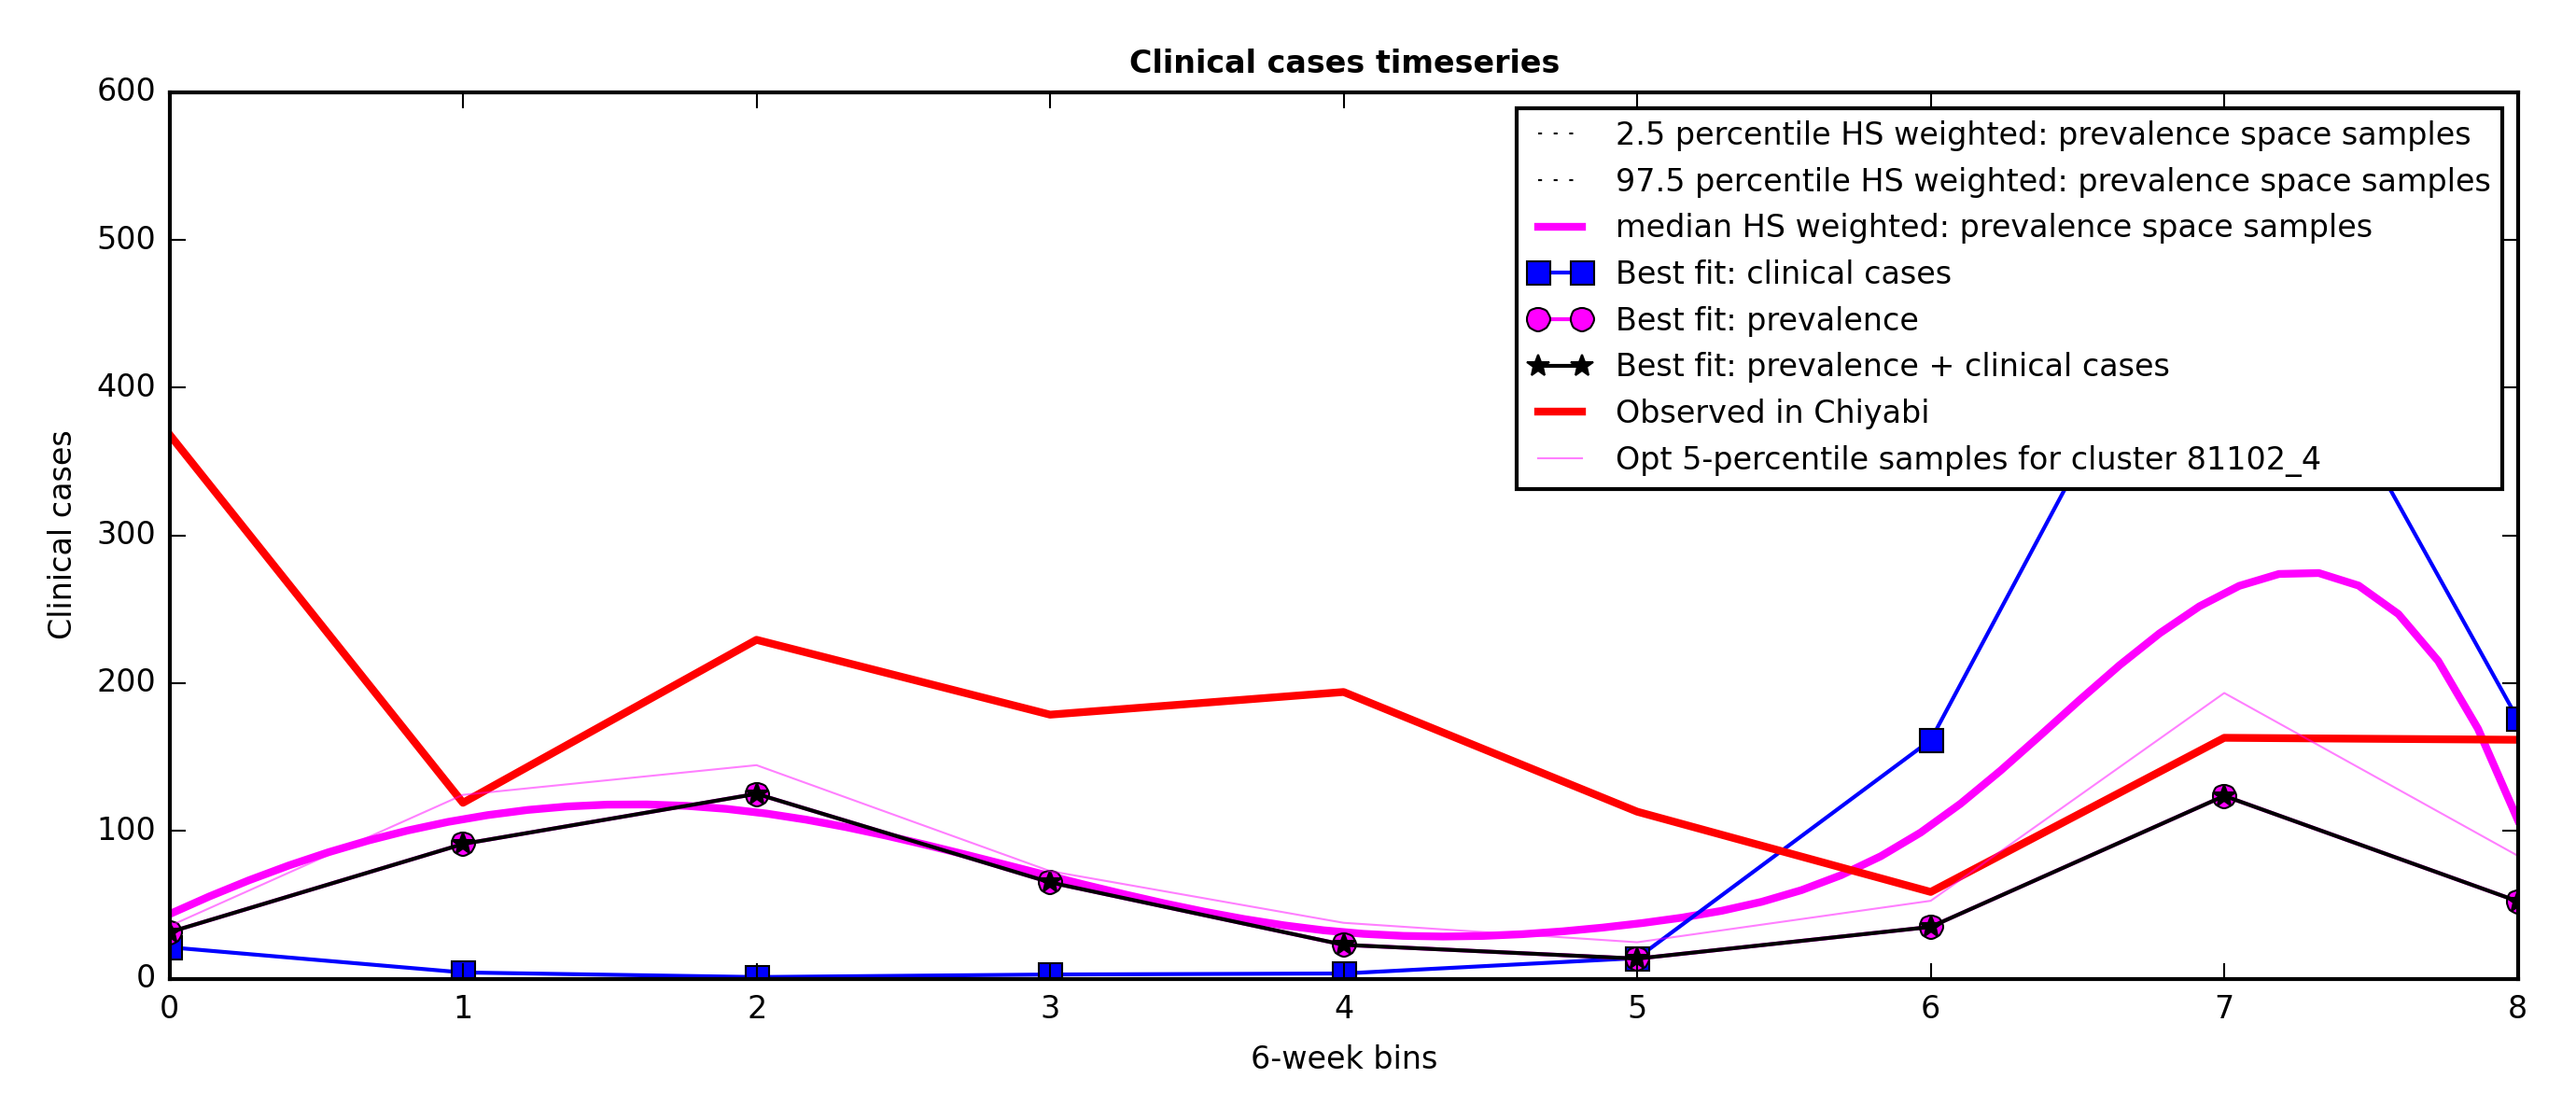 Clinical cases timeseries
600
500
400
300
200
100
0
Clinical cases
2.5 percentile HS weighted: prevalence space samples
97.5 percentile HS weighted: prevalence space samples
median HS weighted: prevalence space samples
Best fit: clinical cases
Best fit: prevalence
Best fit: prevalence + clinical cases
Observed in Chiyabi
Opt 5-percentile samples for cluster 81102_4
0 1 2 3 4 5 6 7 8
6-week bins